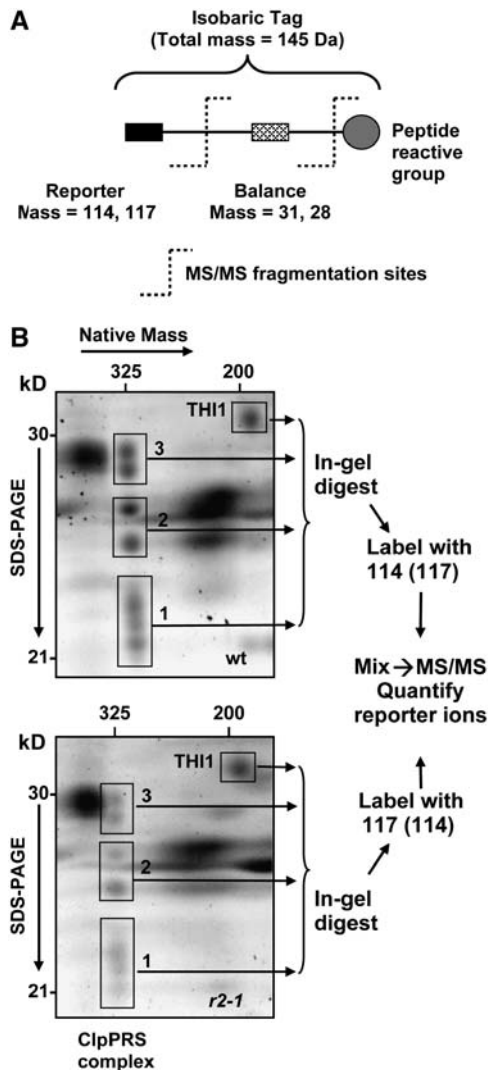 A
Isobaric Tag
(Total mass = 145 Da)
Peptide
reactive
group
Reporter
Mass = 114, 117
Balance
Mass = 31, 28
MS/MS fragmentation sites
B
Native Mass
kD
325
200
30
SDS-PAGE
21
THI1
3
2
1
wt
In-gel
digest
Label with
114 (117)
Mix→MS/MS
Quantify
reporter ions
325
200
kD
30
SDS-PAGE
21
THI1
3
2
1
r2-1
Label with
117 (114)
In-gel
digest
ClpPRS
complex